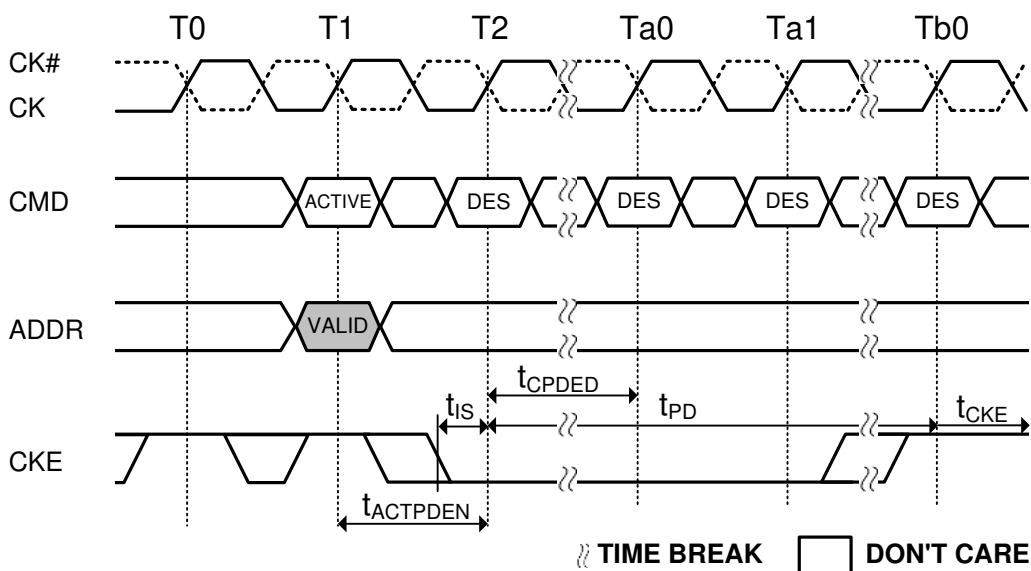 T0 T1 T2 Ta0 Ta1 Tb0
CK#
CK
CMD ACTIVE DES DES DES DES
ADDR VALID
tCPDED
tIS tPD tCKE
CKE
tACTPDEN
TIME BREAK DON'T CARE